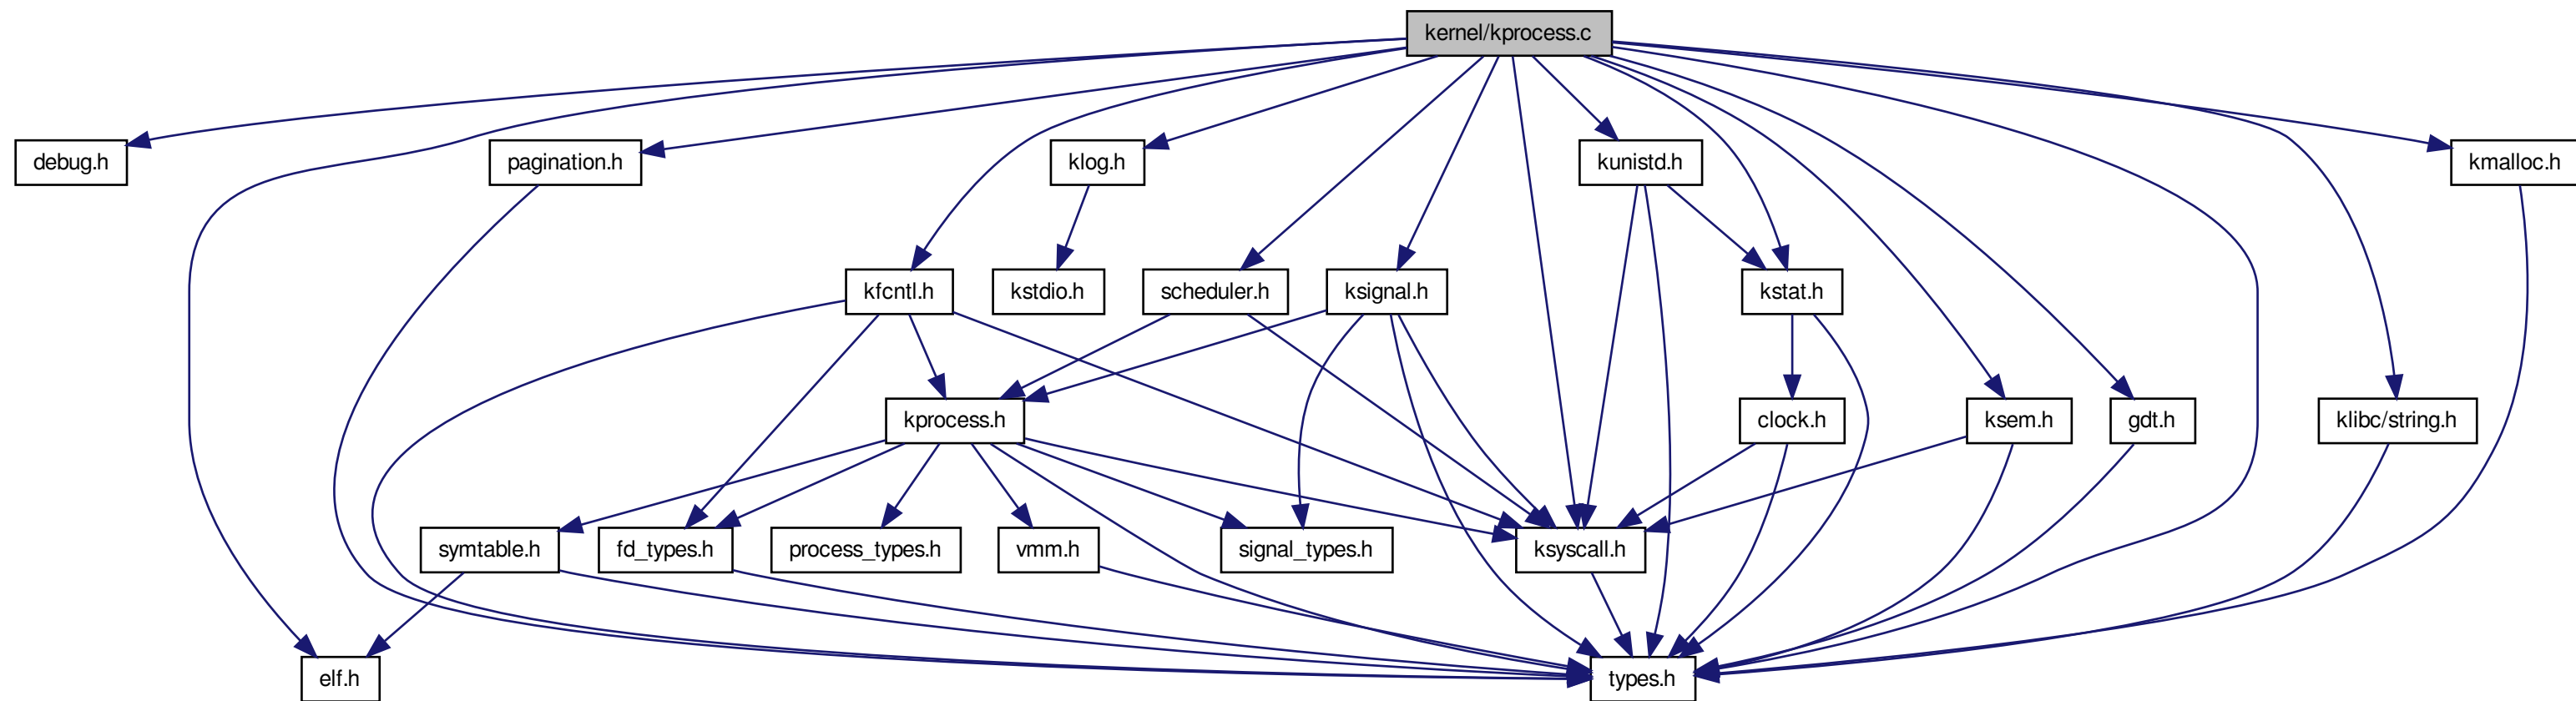 kernel/kprocess.c
debug.h
pagination.h
klog.h
kunistd.h
kmalloc.h
kfcntl.h
kstdio.h
scheduler.h
ksignal.h
kstat.h
kprocess.h
clock.h
ksem.h
gdt.h
klibc/string.h
symtable.h
fd_types.h
process_types.h
vmm.h
signal_types.h
ksyscall.h
elf.h
types.h